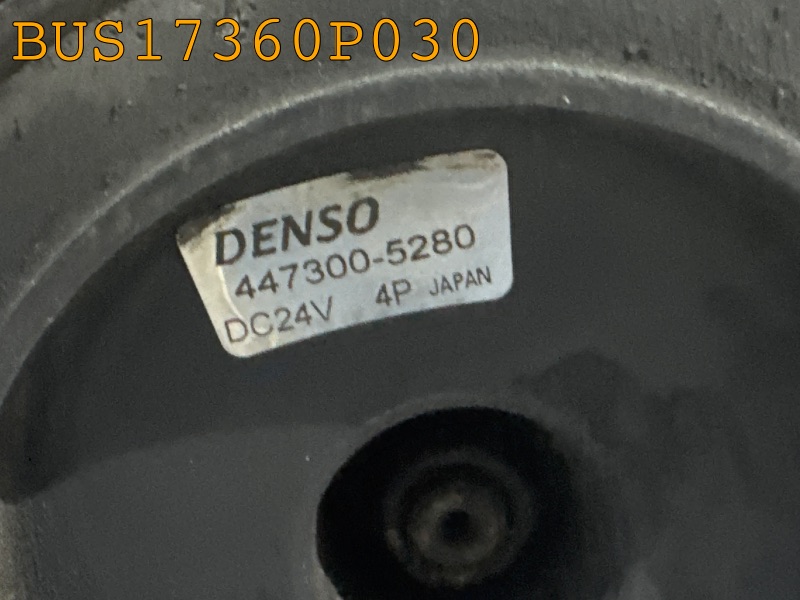 BUS17360P030
DENSO
447300-5280
DC24V 4P JAPAN